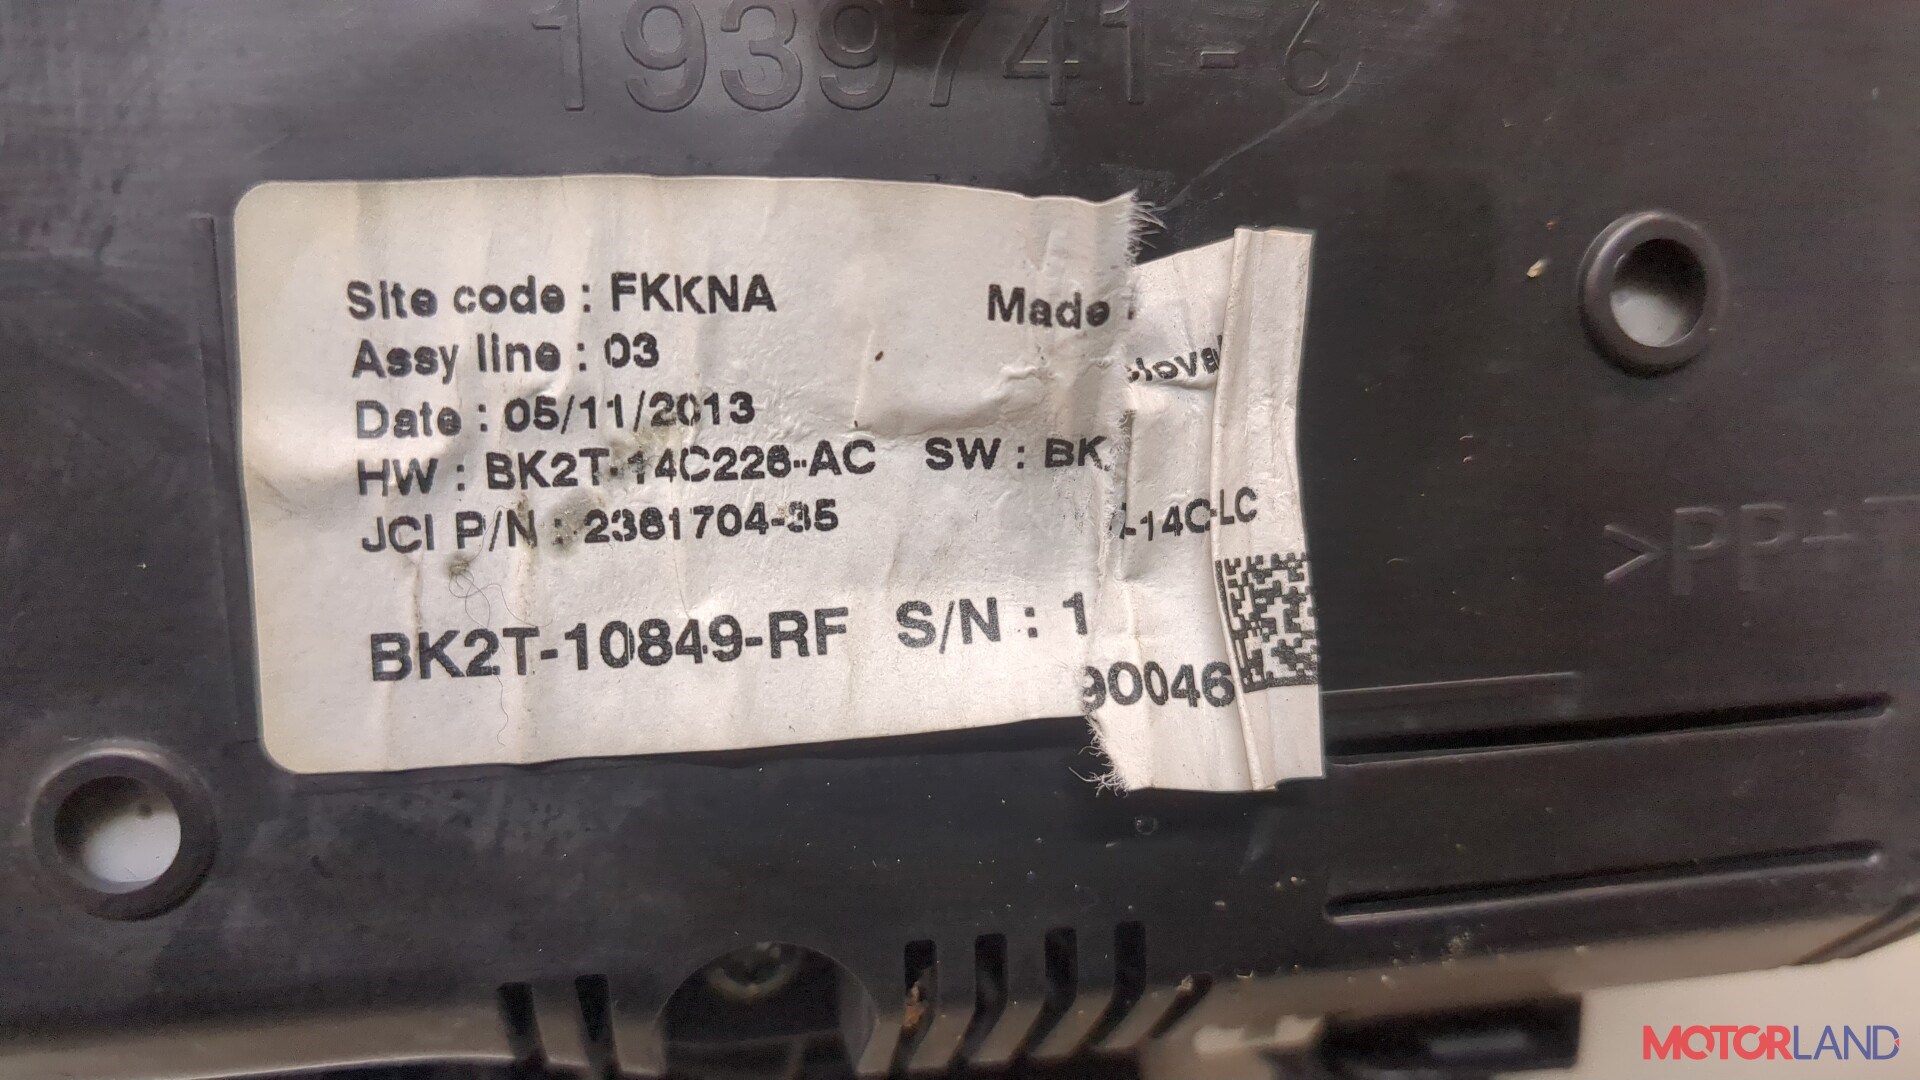 1939741-6
Site code : FKKNA Made
Assy line : 03
Date : 05/11/2013
HW : BK2T-14C226-AC SW : BK
-14C LC
JCI P/N : 2381704-35
BK2T-10849-RF S/N : 1
90046
>PP+T
MOTORLAND